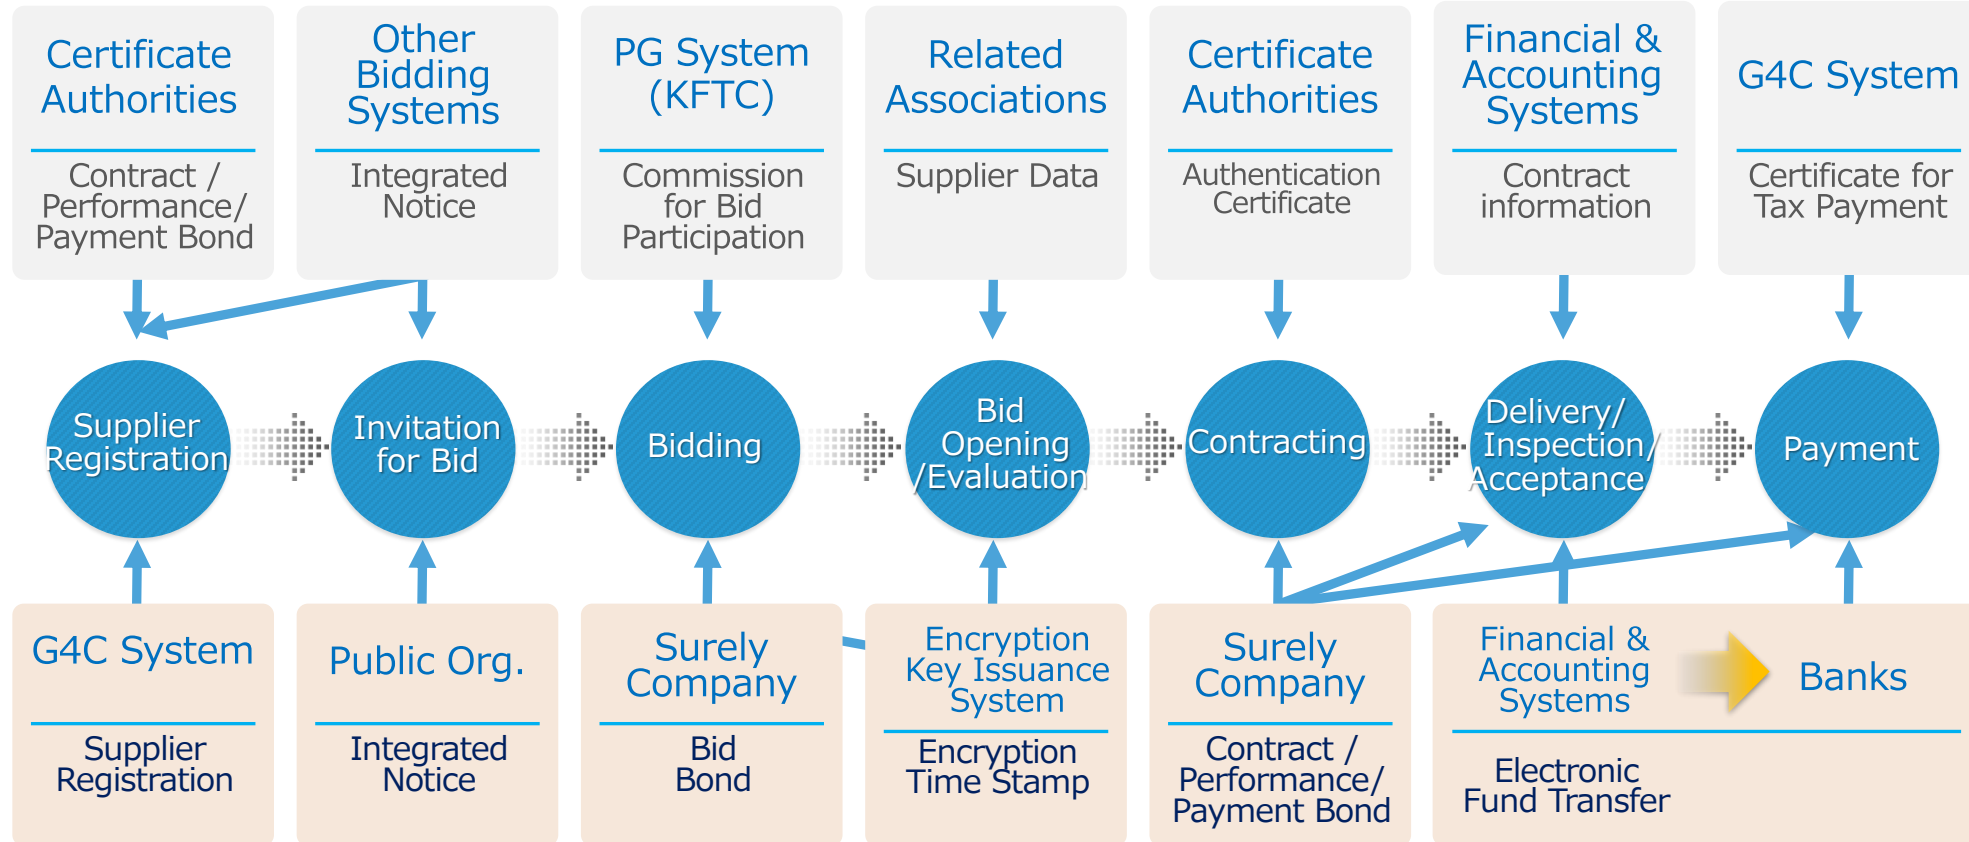 Certificate
Authorities
Contract /
Performance/
Payment Bond
Other
Bidding
Systems
Integrated
Notice
PG System
(KFTC)
Commission
for Bid
Participation
Related
Associations
Supplier Data
Certificate
Authorities
Authentication
Certificate
Financial &
Accounting
Systems
Contract
information
G4C System
Certificate for
Tax Payment
Supplier
Registration
Invitation
for Bid
Bidding
Bid
Opening
/Evaluation
Contracting
Delivery/
Inspection/
Acceptance
Payment
G4C System
Supplier
Registration
Public Org.
Integrated
Notice
Surely
Company
Bid
Bond
Encryption
Key Issuance
System
Encryption
Time Stamp
Surely
Company
Contract /
Performance/
Payment Bond
Financial &
Accounting
Systems
Banks
Electronic
Fund Transfer